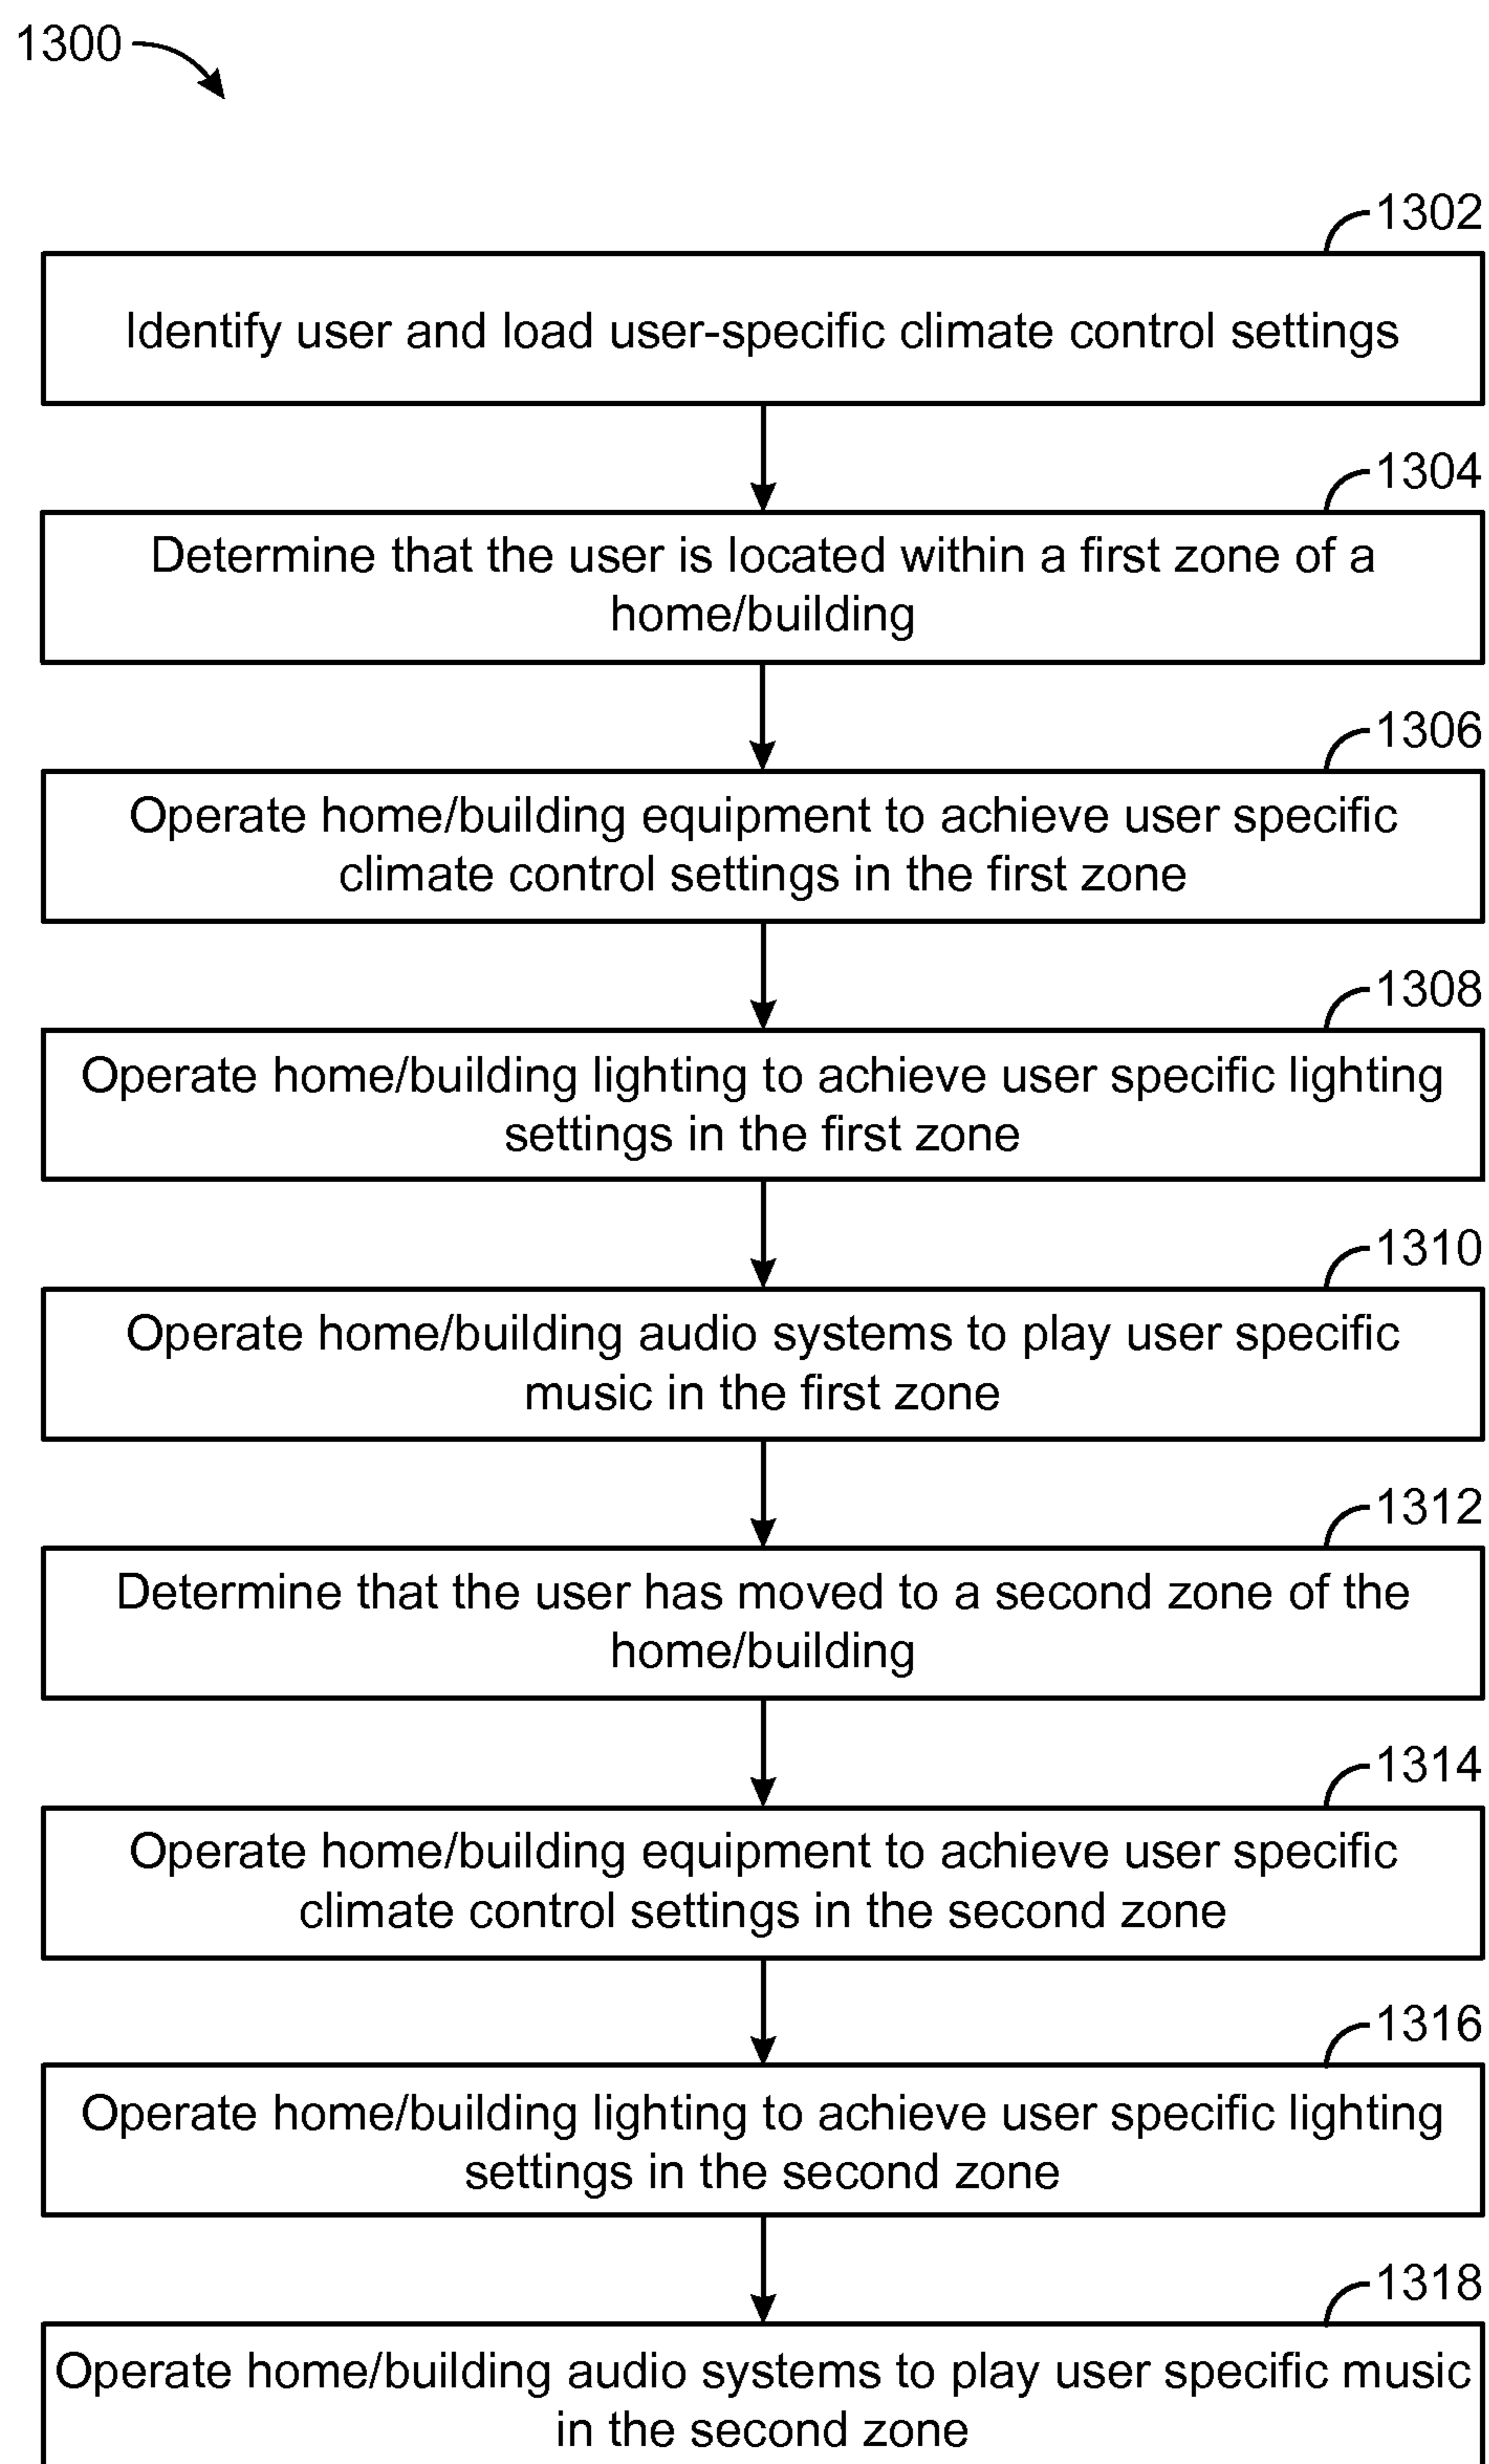 1300
1302
Identify user and load user-specific climate control settings
1304
Determine that the user is located within a first zone of a
home/building
1306
Operate home/building equipment to achieve user specific
climate control settings in the first zone
1308
Operate home/building lighting to achieve user specific lighting
settings in the first zone
1310
Operate home/building audio systems to play user specific
music in the first zone
1312
Determine that the user has moved to a second zone of the
home/building
1314
Operate home/building equipment to achieve user specific
climate control settings in the second zone
1316
Operate home/building lighting to achieve user specific lighting
settings in the second zone
1318
Operate home/building audio systems to play user specific music
in the second zone